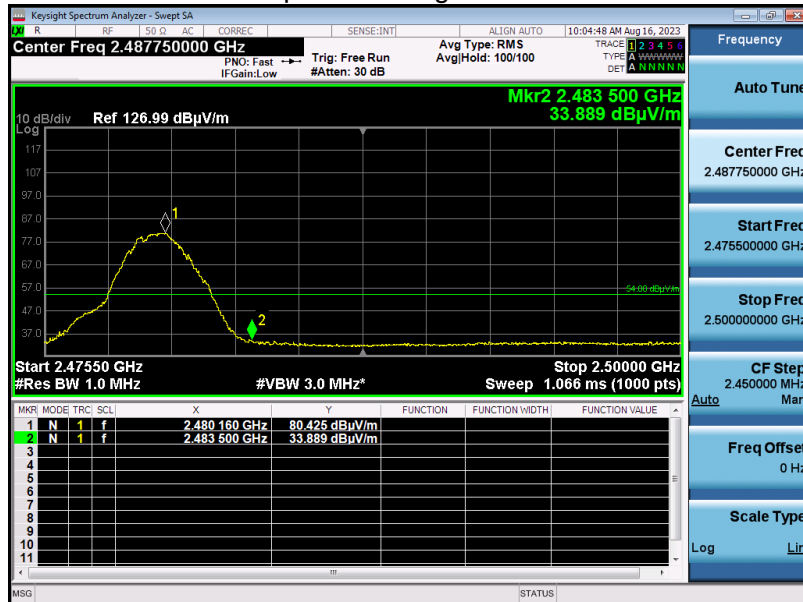 Keysight Spectrum Analyzer - Swept SA
LXI R RF 50 Ω AC CORREC SENSE:INT ALIGN AUTO 10:04:48 AM Aug 16, 2023
Center Freq 2.487750000 GHz
PNO: Fast
IFGain:Low
Trig: Free Run
#Atten: 30 dB
Avg Type: RMS
Avg|Hold: 100/100
TRACE 1 2 3 4 5 6
TYPE A WWWWW
DET A N N N N N
Mkr2 2.483 500 GHz
33.889 dBµV/m
10 dB/div Ref 126.99 dBµV/m
Log
117
107
97.0
87.0
77.0
67.0
57.0
47.0
37.0
1
2
54.00 dBµV/m
Start 2.47550 GHz Stop 2.50000 GHz
#Res BW 1.0 MHz #VBW 3.0 MHz* Sweep 1.066 ms (1000 pts)
MKR MODE TRC SCL X Y FUNCTION FUNCTION WIDTH FUNCTION VALUE
1 N 1 f 2.480 160 GHz 80.425 dBµV/m
2 N 1 f 2.483 500 GHz 33.889 dBµV/m
3
4
5
6
7
8
9
10
11
MSG STATUS
Frequency
Auto Tune
Center Freq
2.487750000 GHz
Start Freq
2.475500000 GHz
Stop Freq
2.500000000 GHz
CF Step
2.450000 MHz
Auto Man
Freq Offset
0 Hz
Scale Type
Log Lin